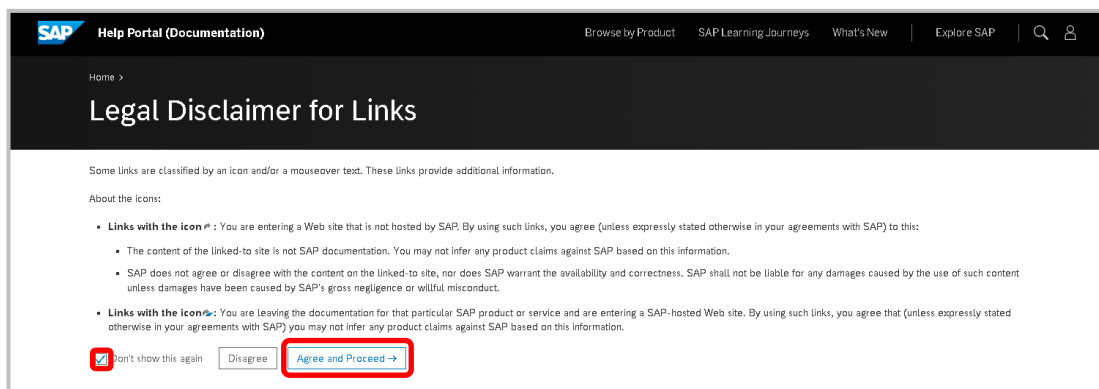 SAP Help Portal (Documentation) Browse by Product SAP Learning Journeys What's New Explore SAP
Home >
Legal Disclaimer for Links
Some links are classified by an icon and/or a mouseover text. These links provide additional information.
About the icons:
Links with the icon : You are entering a Web site that is not hosted by SAP. By using such links, you agree (unless expressly stated otherwise in your agreements with SAP) to this:
The content of the linked-to site is not SAP documentation. You may not infer any product claims against SAP based on this information.
SAP does not agree or disagree with the content on the linked-to site, nor does SAP warrant the availability and correctness. SAP shall not be liable for any damages caused by the use of such content
unless damages have been caused by SAP's gross negligence or willful misconduct.
Links with the icon : You are leaving the documentation for that particular SAP product or service and are entering a SAP-hosted Web site. By using such links, you agree that (unless expressly stated
otherwise in your agreements with SAP) you may not infer any product claims against SAP based on this information.
Don't show this again Disagree Agree and Proceed →